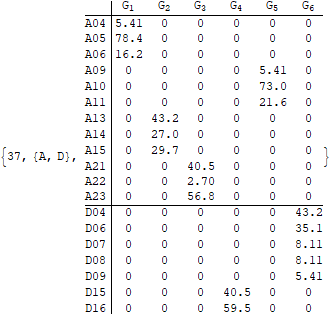 G1 G2 G3 G4 G5 G6
A04 5.41 0 0 0 0 0
A05 78.4 0 0 0 0 0
A06 16.2 0 0 0 0 0
A09 0 0 0 0 5.41 0
A10 0 0 0 0 73.0 0
A11 0 0 0 0 21.6 0
A13 0 43.2 0 0 0 0
A14 0 27.0 0 0 0 0
A15 0 29.7 0 0 0 0
{37, {A, D}, }
A21 0 0 40.5 0 0 0
A22 0 0 2.70 0 0 0
A23 0 0 56.8 0 0 0
D04 0 0 0 0 0 43.2
D06 0 0 0 0 0 35.1
D07 0 0 0 0 0 8.11
D08 0 0 0 0 0 8.11
D09 0 0 0 0 0 5.41
D15 0 0 0 40.5 0 0
D16 0 0 0 59.5 0 0